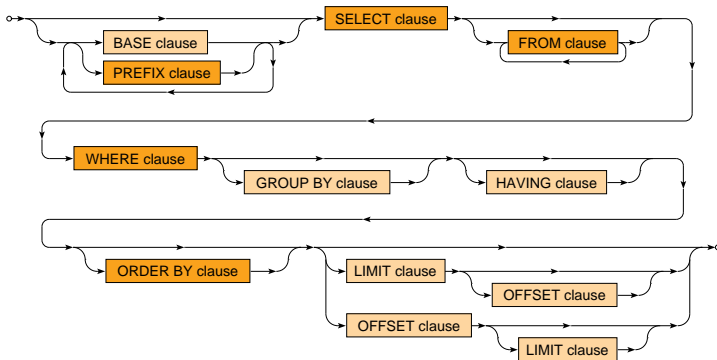 SELECT clause
BASE clause
FROM clause
PREFIX clause
WHERE clause
GROUP BY clause
HAVING clause
ORDER BY clause
LIMIT clause
OFFSET clause
OFFSET clause
LIMIT clause